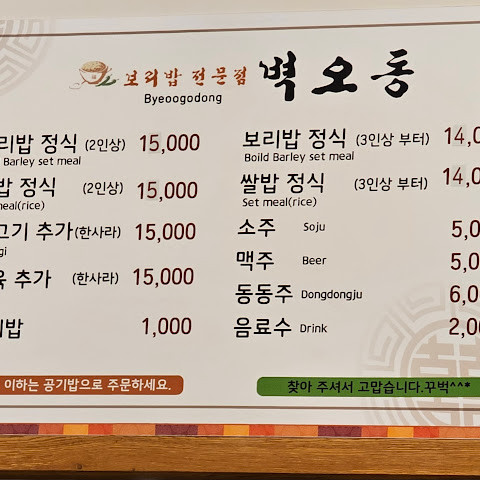 보리밥 전문점 벽오동
Byeoogodong
리밥 정식 (2인상) 15,000
Barley set meal
밥 정식 (2인상) 15,000
meal(rice)
고기 추가 (한사라) 15,000
gi
육 추가 (한사라) 15,000
밥 1,000
이하는 공기밥으로 주문하세요.
보리밥 정식 (3인상 부터) 14,0
Boild Barley set meal
쌀밥 정식 (3인상 부터) 14,0
Set meal(rice)
소주 Soju 5,0
맥주 Beer 5,0
동동주 Dongdongju 6,0
음료수 Drink 2,0
찾아 주셔서 고맙습니다.꾸벅^^*